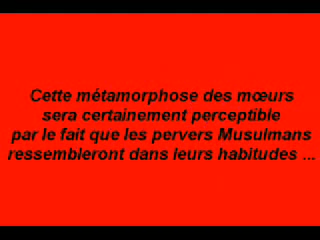 Cette métamorphose des mœurs
sera certainement perceptible
par le fait que les pervers Musulmans
ressembleront dans leurs habitudes ...